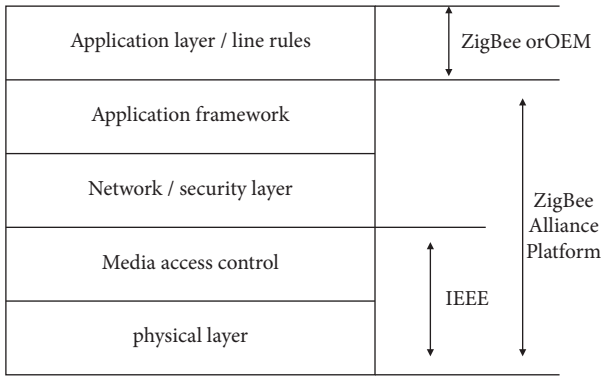 Application layer / line rules
ZigBee orOEM
Application framework
Network / security layer
ZigBee
Alliance
Platform
Media access control
IEEE
physical layer